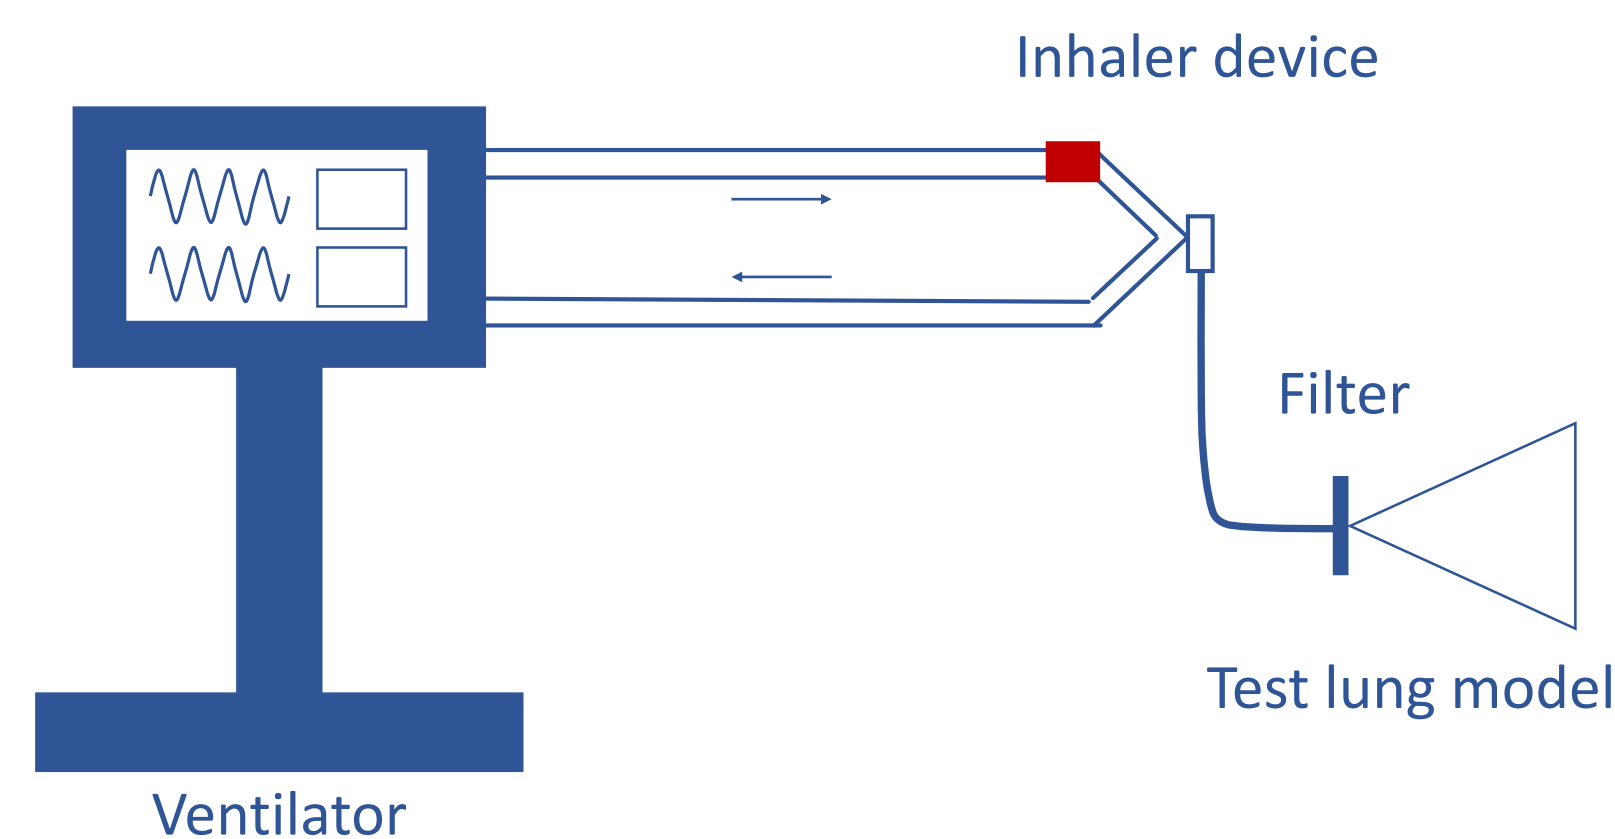 Inhaler device
Filter
Test lung model
Ventilator